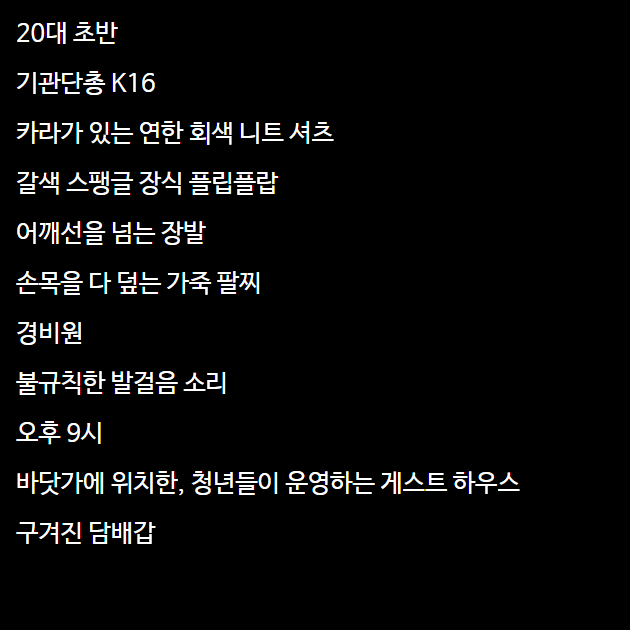 20대 초반
기관단총 K16
카라가 있는 연한 회색 니트 셔츠
갈색 스팽글 장식 플립플랍
어깨선을 넘는 장발
손목을 다 덮는 가죽 팔찌
경비원
불규칙한 발걸음 소리
오후 9시
바닷가에 위치한, 청년들이 운영하는 게스트 하우스
구겨진 담배갑